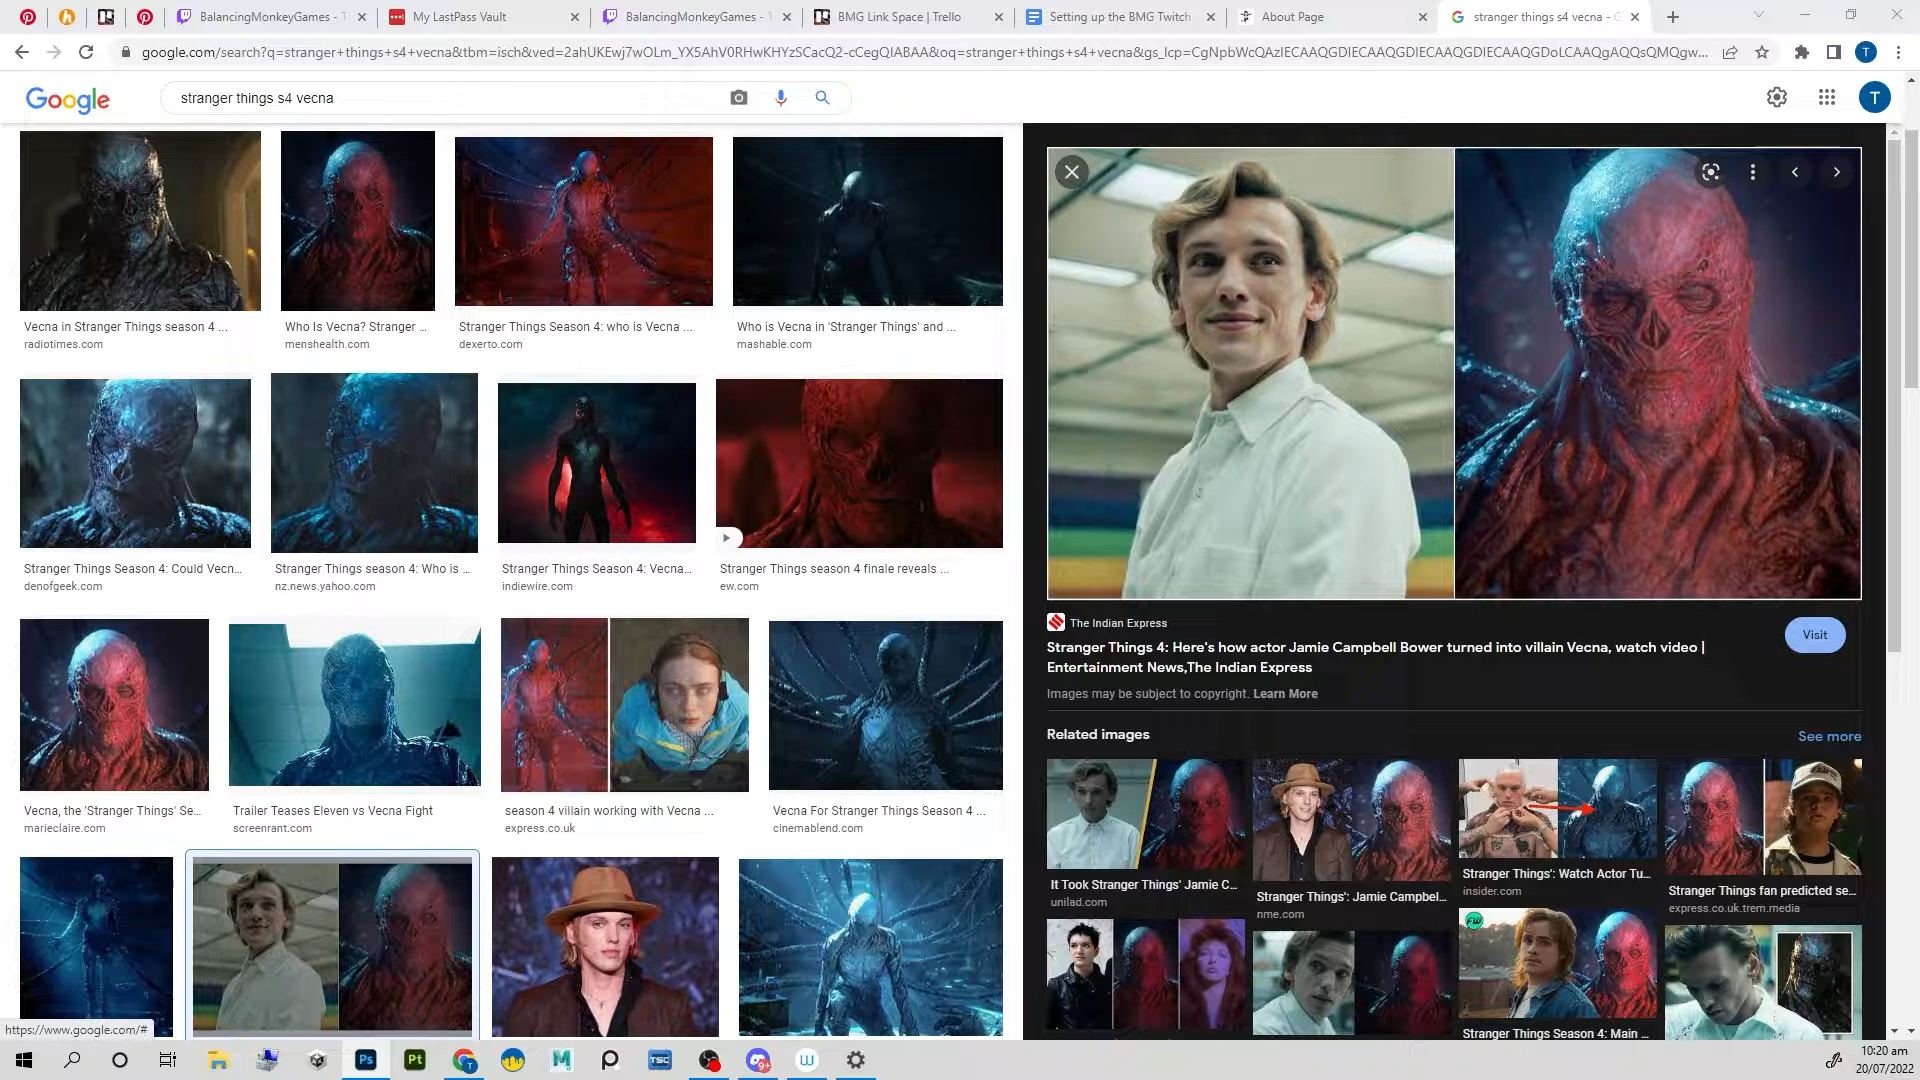 BalancingMonkeyGames - T
My LastPass Vault
BalancingMonkeyGames - T
BMG Link Space | Trello
Setting up the BMG Twitch
About Page
stranger things s4 vecna - G
google.com/search?q=stranger+things+s4+vecna&tbm=isch&ved=2ahUKEwj7wOLm_YX5AhV0RHwKHYzSCacQ2-cCegQIABAA&oq=stranger+things+s4+vecna&gs_lcp=CgNpbWcQAzIECAAQGDIECAAQGDIECAAQGDIECAAQGDoLCAAQgAQQsQMQgw...
T
Google
stranger things s4 vecna
T
Vecna in Stranger Things season 4 ...
radiotimes.com
Who Is Vecna? Stranger ...
menshealth.com
Stranger Things Season 4: who is Vecna ...
dexerto.com
Who is Vecna in 'Stranger Things' and ...
mashable.com
Stranger Things Season 4: Could Vecn...
denofgeek.com
Stranger Things season 4: Who is ...
nz.news.yahoo.com
Stranger Things Season 4: Vecna...
indiewire.com
Stranger Things season 4 finale reveals ...
ew.com
Vecna, the 'Stranger Things' Se...
marieclaire.com
Trailer Teases Eleven vs Vecna Fight
screenrant.com
season 4 villain working with Vecna ...
express.co.uk
Vecna For Stranger Things Season 4 ...
cinemablend.com
The Indian Express
Stranger Things 4: Here's how actor Jamie Campbell Bower turned into villain Vecna, watch video |
Entertainment News,The Indian Express
Visit
Images may be subject to copyright. Learn More
Related images
See more
It Took Stranger Things' Jamie C...
unilad.com
Stranger Things': Jamie Campbel...
nme.com
Stranger Things': Watch Actor Tu...
insider.com
Stranger Things fan predicted se...
express.co.uk.trem.media
FW
Stranger Things Season 4: Main ...
https://www.google.com/#
Ps
Pt
T
M
TSC
9+
10:20 am
20/07/2022